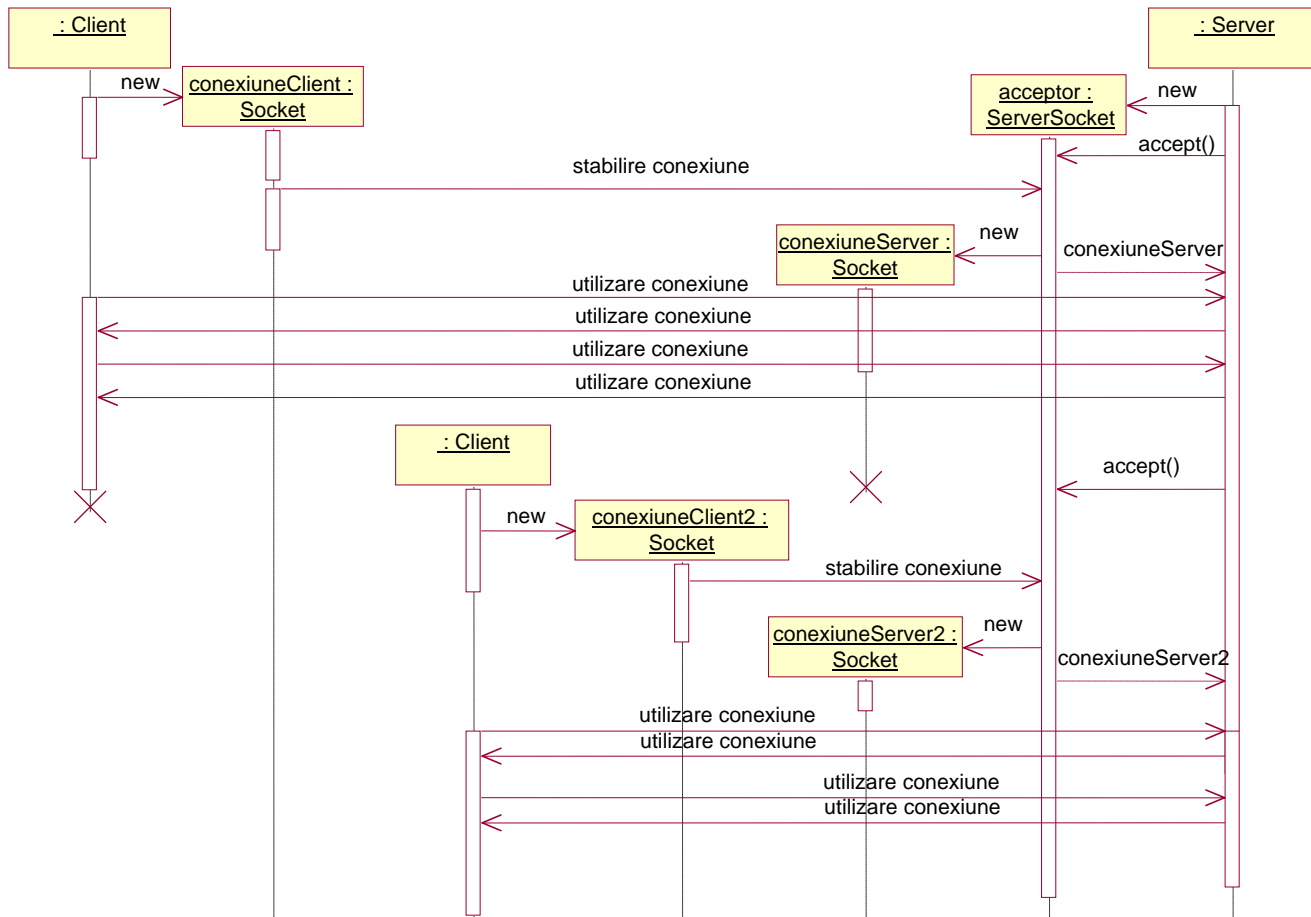 : Client
: Server
new
conexiuneClient :
Socket
acceptor :
ServerSocket
new
accept()
stabilire conexiune
conexiuneServer :
Socket
new
conexiuneServer
utilizare conexiune
utilizare conexiune
utilizare conexiune
utilizare conexiune
: Client
accept()
new
conexiuneClient2 :
Socket
stabilire conexiune
conexiuneServer2 :
Socket
new
conexiuneServer2
utilizare conexiune
utilizare conexiune
utilizare conexiune
utilizare conexiune